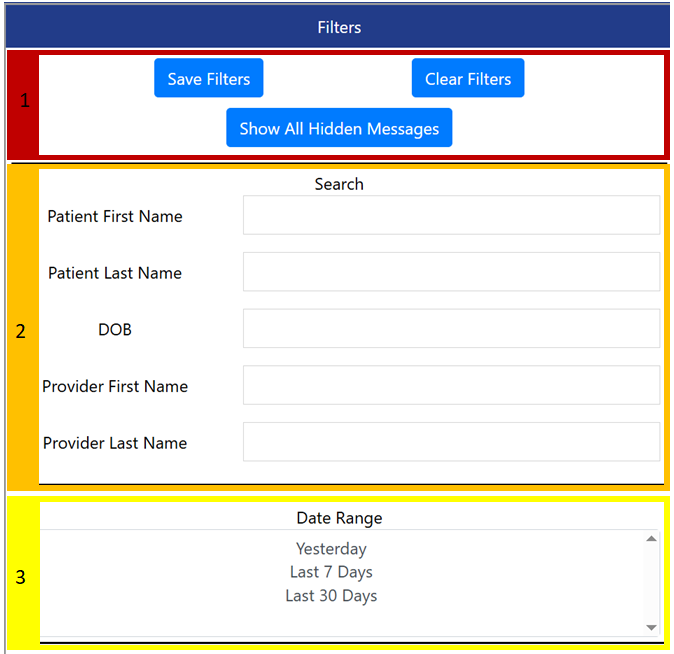 Filters
1
Save Filters Clear Filters
Show All Hidden Messages
2
Search
Patient First Name
Patient Last Name
DOB
Provider First Name
Provider Last Name
3
Date Range
Yesterday
Last 7 Days
Last 30 Days